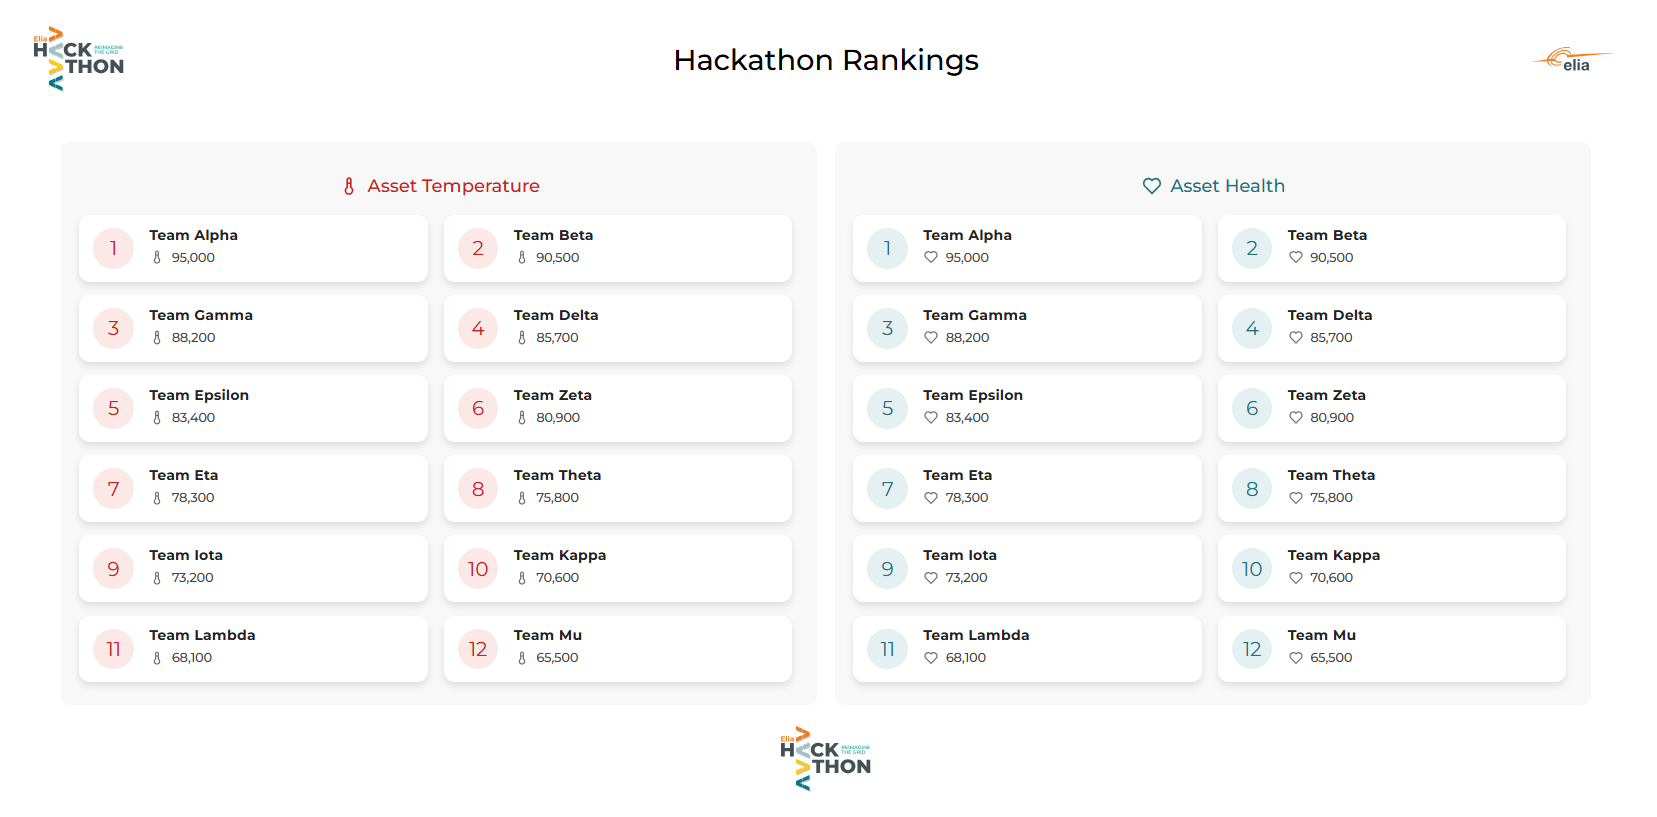 Elia
HACK
REIMAGINE
THE GRID
ATHON
Hackathon Rankings
elia
Asset Temperature
1
Team Alpha
95,000
2
Team Beta
90,500
3
Team Gamma
88,200
4
Team Delta
85,700
5
Team Epsilon
83,400
6
Team Zeta
80,900
7
Team Eta
78,300
8
Team Theta
75,800
9
Team Iota
73,200
10
Team Kappa
70,600
11
Team Lambda
68,100
12
Team Mu
65,500
Asset Health
1
Team Alpha
95,000
2
Team Beta
90,500
3
Team Gamma
88,200
4
Team Delta
85,700
5
Team Epsilon
83,400
6
Team Zeta
80,900
7
Team Eta
78,300
8
Team Theta
75,800
9
Team Iota
73,200
10
Team Kappa
70,600
11
Team Lambda
68,100
12
Team Mu
65,500
Elia
HACK
REIMAGINE
THE GRID
ATHON